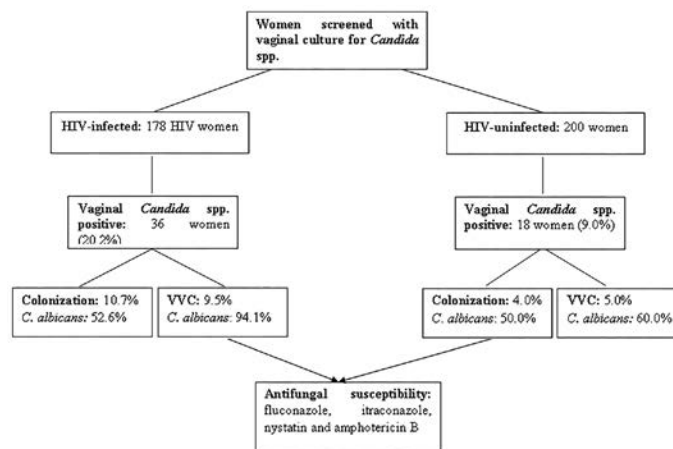 Women screened with
vaginal culture for Candida
spp.
HIV-infected: 178 HIV women
HIV-uninfected: 200 women
Vaginal Candida spp.
positive: 36 women
(20.2%)
Vaginal Candida spp.
positive: 18 women (9.0%)
Colonization: 10.7%
C. albicans: 52.6%
VVC: 9.5%
C. albicans: 94.1%
Colonization: 4.0%
C. albicans: 50.0%
VVC: 5.0%
C. albicans: 60.0%
Antifungal susceptibility:
fluconazole, itraconazole,
nystatin and amphotericin B